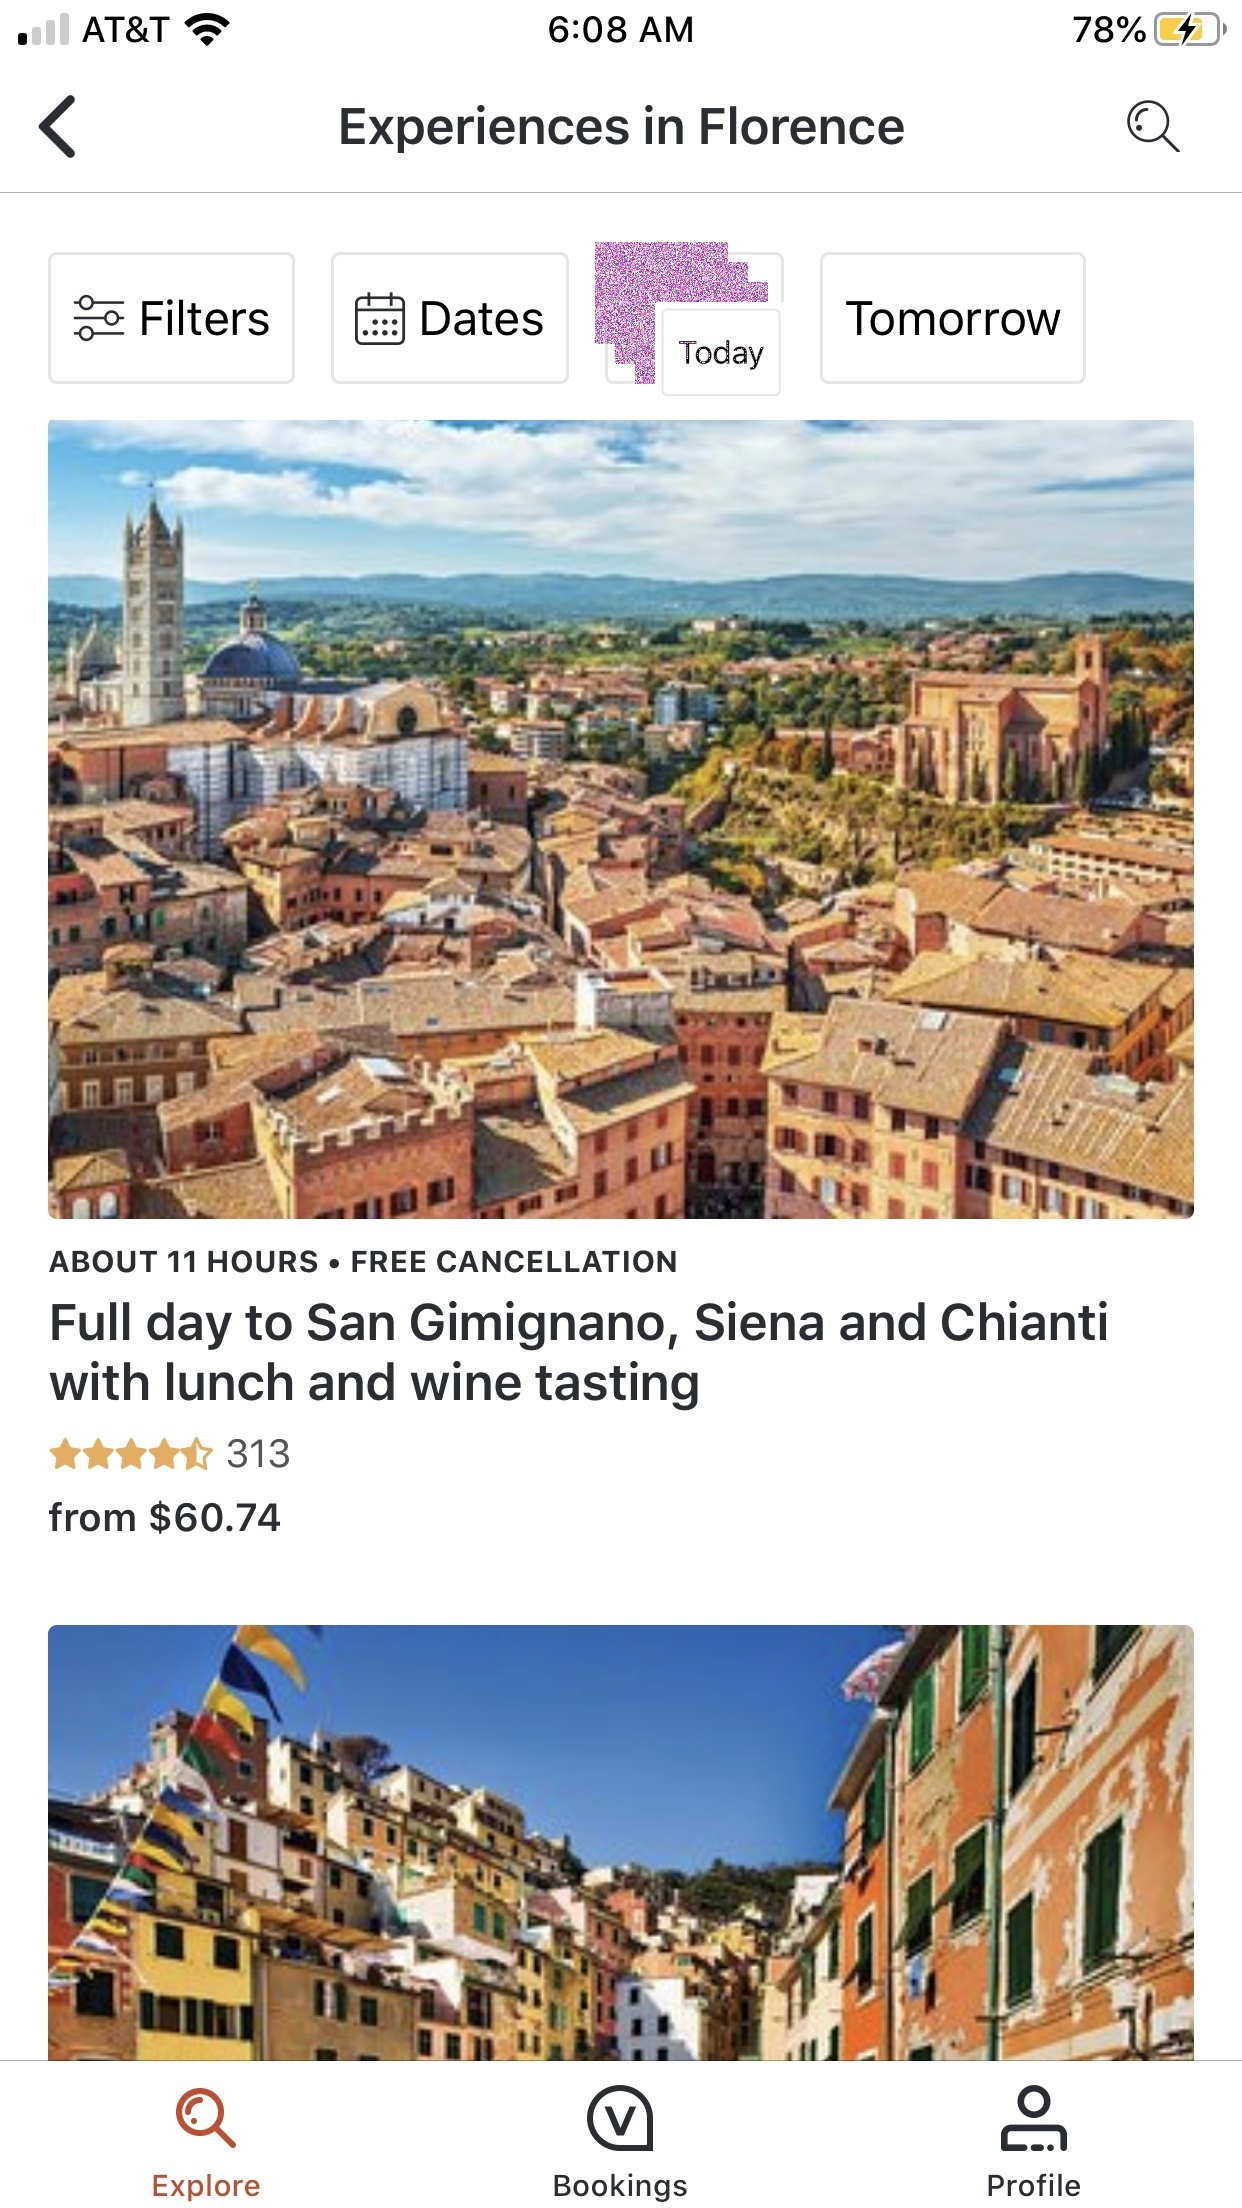 AT&T 6:08 AM 78%
Experiences in Florence
Filters Dates Today Tomorrow
ABOUT 11 HOURS • FREE CANCELLATION
Full day to San Gimignano, Siena and Chianti
with lunch and wine tasting
313
from $60.74
Explore Bookings Profile